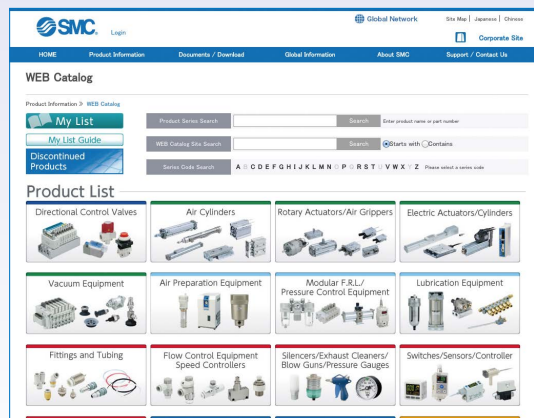 SMC
Login
Global Network
Site Map | Japanese | Chinese
Corporate Site
HOME Product Information Documents / Download Global Information About SMC Support / Contact Us
WEB Catalog
Product Information » WEB Catalog
My List
My List Guide
Discontinued
Products
Product Series Search Search Enter product name or part number
WEB Catalog Site Search Search Starts with Contains
Series Code Search A B C D E F G H I J K L M N O P Q R S T U V W X Y Z Please select a series code
Product List
Directional Control Valves
Air Cylinders
Rotary Actuators/Air Grippers
Electric Actuators/Cylinders
Vacuum Equipment
Air Preparation Equipment
Modular F.R.L./
Pressure Control Equipment
Lubrication Equipment
Fittings and Tubing
Flow Control Equipment
Speed Controllers
Silencers/Exhaust Cleaners/
Blow Guns/Pressure Gauges
Switches/Sensors/Controller